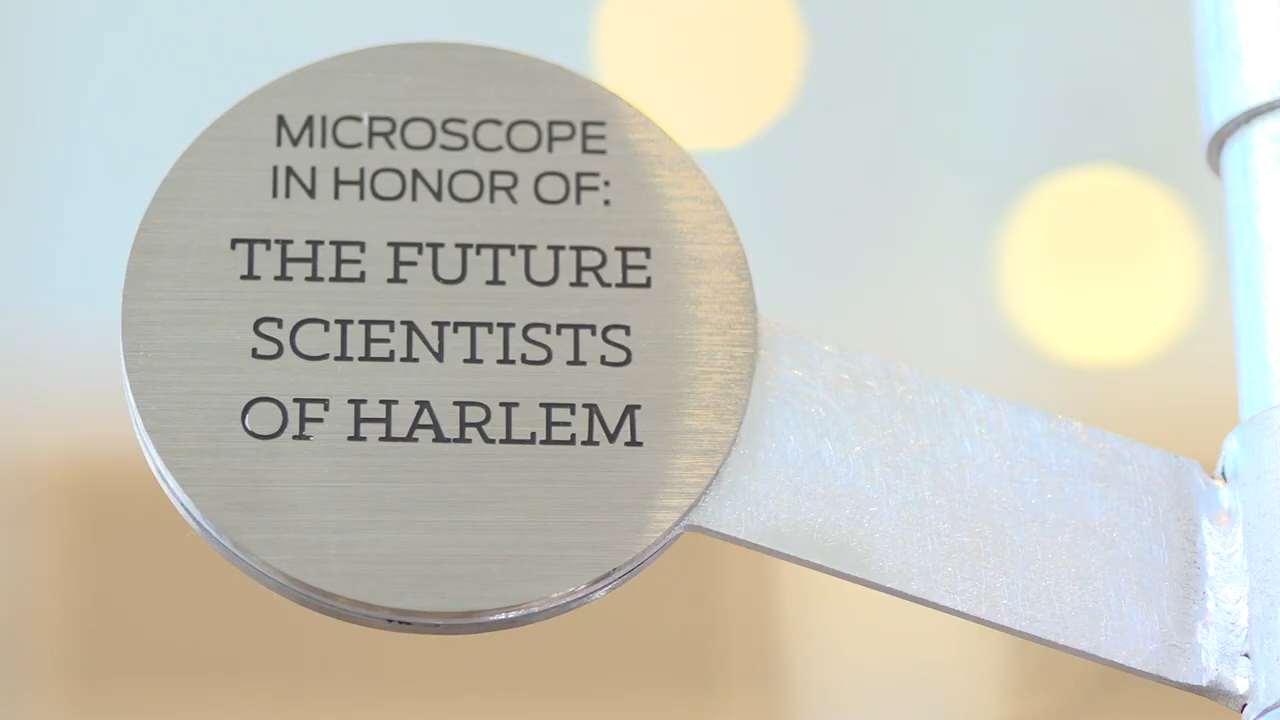 MICROSCOPE
IN HONOR OF:
THE FUTURE
SCIENTISTS
OF HARLEM